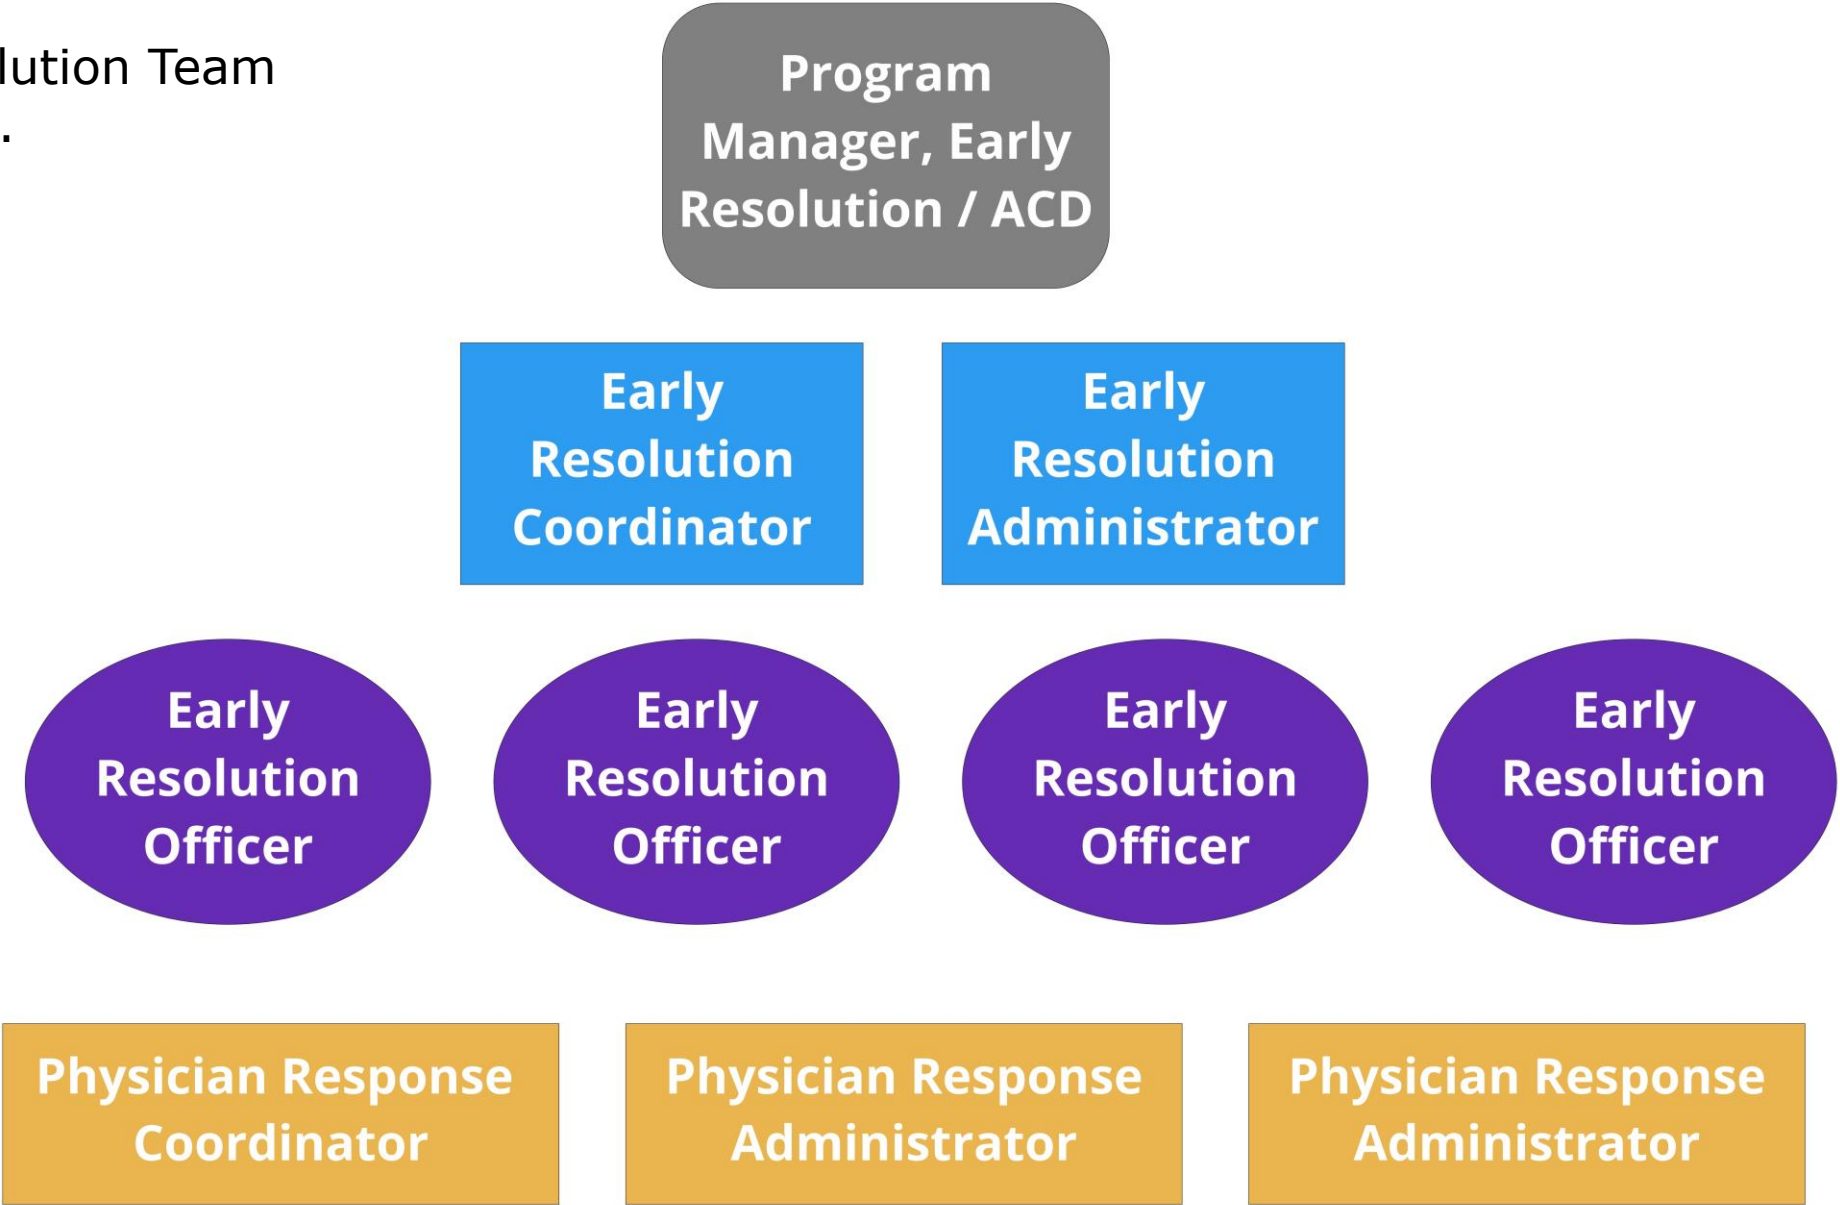 lution Team
.
Program
Manager, Early
Resolution / ACD
Early
Resolution
Coordinator
Early
Resolution
Administrator
Early
Resolution
Officer
Early
Resolution
Officer
Early
Resolution
Officer
Early
Resolution
Officer
Physician Response
Coordinator
Physician Response
Administrator
Physician Response
Administrator